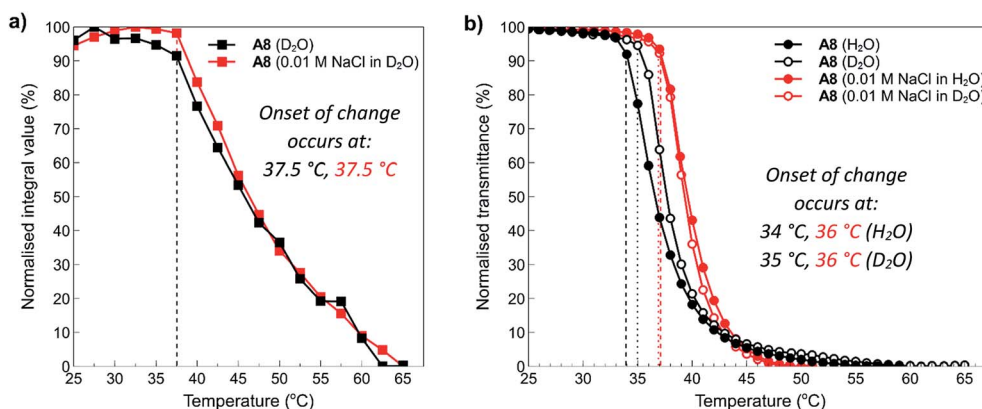 a)
Normalised integral value (%)
100
90
80
70
60
50
40
30
20
10
0
A8 (D₂O)
A8 (0.01 M NaCl in D₂O)
Onset of change
occurs at:
37.5 °C, 37.5 °C
25 30 35 40 45 50 55 60 65
Temperature (°C)
b)
Normalised transmittance (%)
100
90
80
70
60
50
40
30
20
10
0
A8 (H₂O)
A8 (D₂O)
A8 (0.01 M NaCl in H₂O)
A8 (0.01 M NaCl in D₂O)
Onset of change
occurs at:
34 °C, 36 °C (H₂O)
35 °C, 36 °C (D₂O)
25 30 35 40 45 50 55 60 65
Temperature (°C)